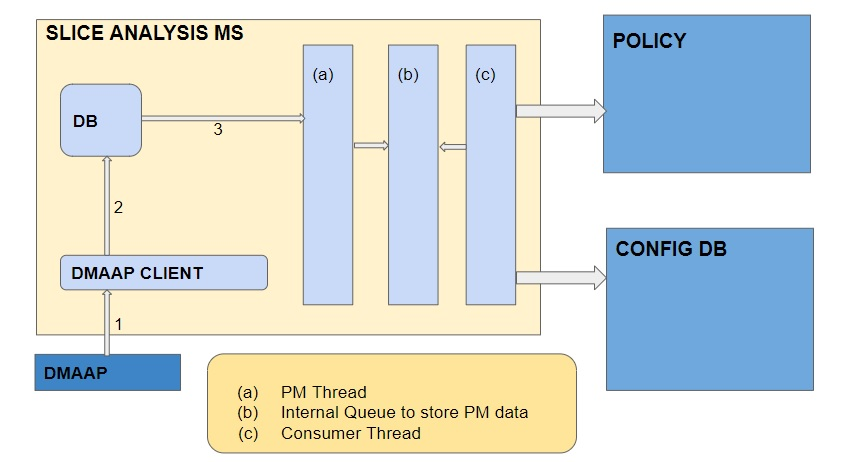 SLICE ANALYSIS MS
POLICY
(a)
(b)
(c)
DB
3
2
DMAAP CLIENT
CONFIG DB
1
DMAAP
(a) PM Thread
(b) Internal Queue to store PM data
(c) Consumer Thread